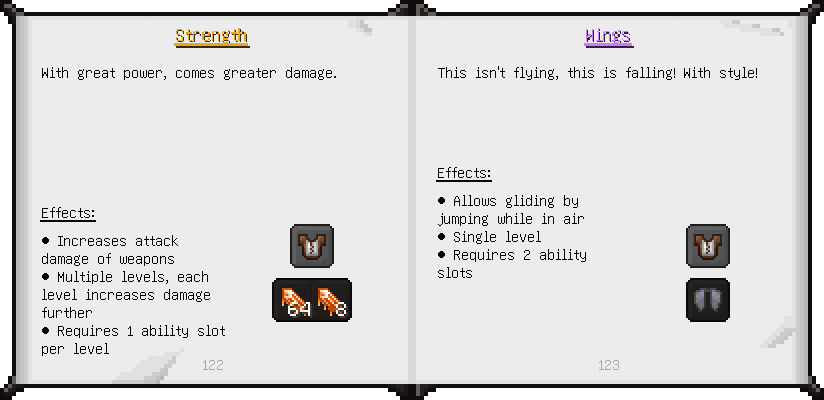 Strength
With great power, comes greater damage.
Effects:
• Increases attack
damage of weapons
• Multiple levels, each
level increases damage
further
• Requires 1 ability slot
per level
64 8
122
Wings
This isn't flying, this is falling! With style!
Effects:
• Allows gliding by
jumping while in air
• Single level
• Requires 2 ability
slots
123